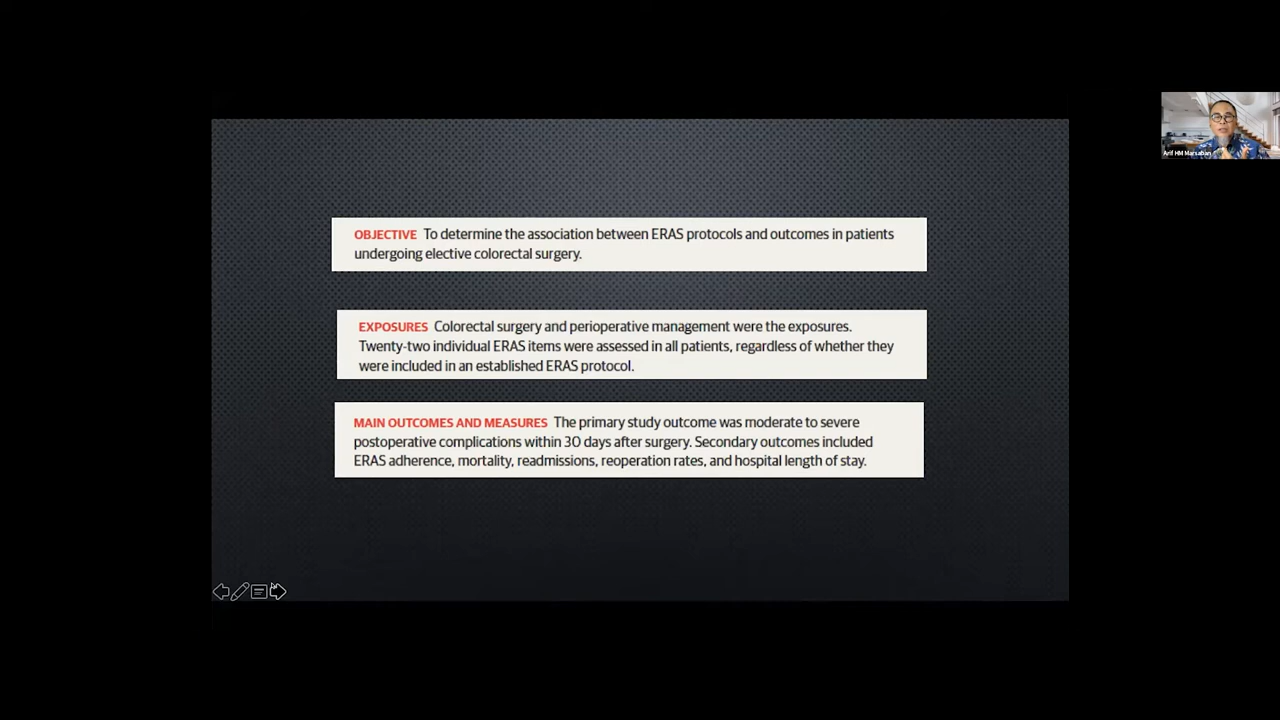 OBJECTIVE To determine the association between ERAS protocols and outcomes in patients
undergoing elective colorectal surgery.
EXPOSURES Colorectal surgery and perioperative management were the exposures.
Twenty-two individual ERAS items were assessed in all patients, regardless of whether they
were included in an established ERAS protocol.
MAIN OUTCOMES AND MEASURES The primary study outcome was moderate to severe
postoperative complications within 30 days after surgery. Secondary outcomes included
ERAS adherence, mortality, readmissions, reoperation rates, and hospital length of stay.
Arif HM Marsaban